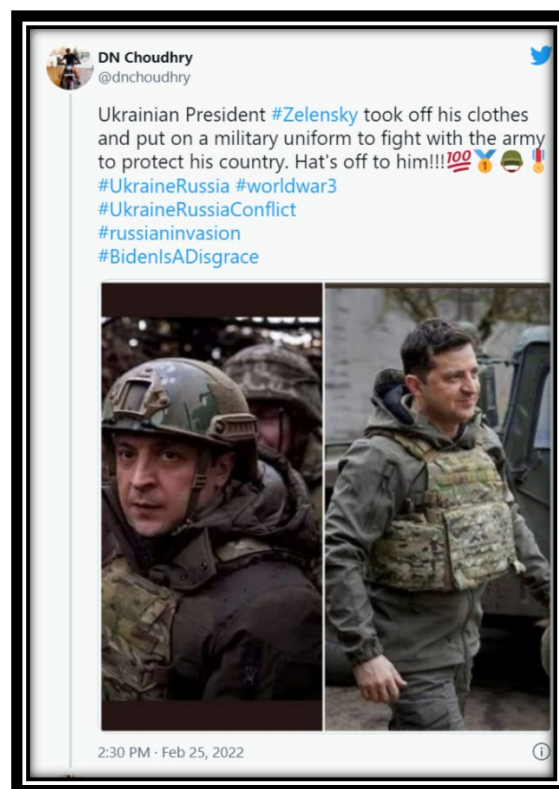 DN Choudhry
@dnchoudhry
Ukrainian President #Zelensky took off his clothes
and put on a military uniform to fight with the army
to protect his country. Hat's off to him!!!💯🥇🪖🎖️
#UkraineRussia #worldwar3
#UkraineRussiaConflict
#russianinvasion
#BidenIsADisgrace
2:30 PM · Feb 25, 2022